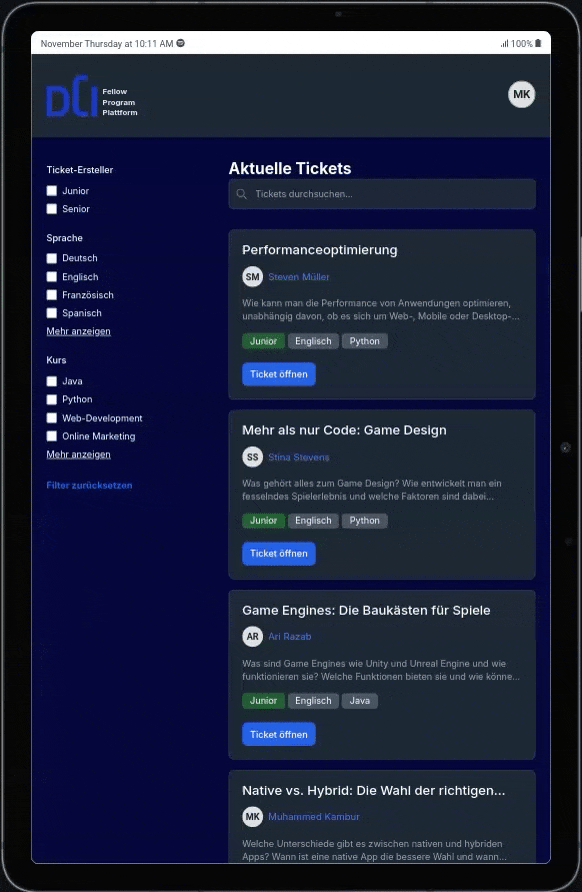 November Thursday at 10:11 AM
100%
DCI
Fellow
Program
Plattform
MK
Ticket-Ersteller
Junior
Senior
Sprache
Deutsch
Englisch
Französisch
Spanisch
Mehr anzeigen
Kurs
Java
Python
Web-Development
Online Marketing
Mehr anzeigen
Filter zurücksetzen
Aktuelle Tickets
Tickets durchsuchen...
Performanceoptimierung
SM Steven Müller
Wie kann man die Performance von Anwendungen optimieren,
unabhängig davon, ob es sich um Web-, Mobile oder Desktop-...
Junior Englisch Python
Ticket öffnen
Mehr als nur Code: Game Design
SS Stina Stevens
Was gehört alles zum Game Design? Wie entwickelt man ein
fesselndes Spielerlebnis und welche Faktoren sind dabei...
Junior Englisch Python
Ticket öffnen
Game Engines: Die Baukästen für Spiele
AR Ari Razab
Was sind Game Engines wie Unity und Unreal Engine und wie
funktionieren sie? Welche Funktionen bieten sie und wie könne...
Junior Englisch Java
Ticket öffnen
Native vs. Hybrid: Die Wahl der richtigen...
MK Muhammed Kambur
Welche Unterschiede gibt es zwischen nativen und hybriden
Apps? Wann ist eine native App die bessere Wahl und wann...